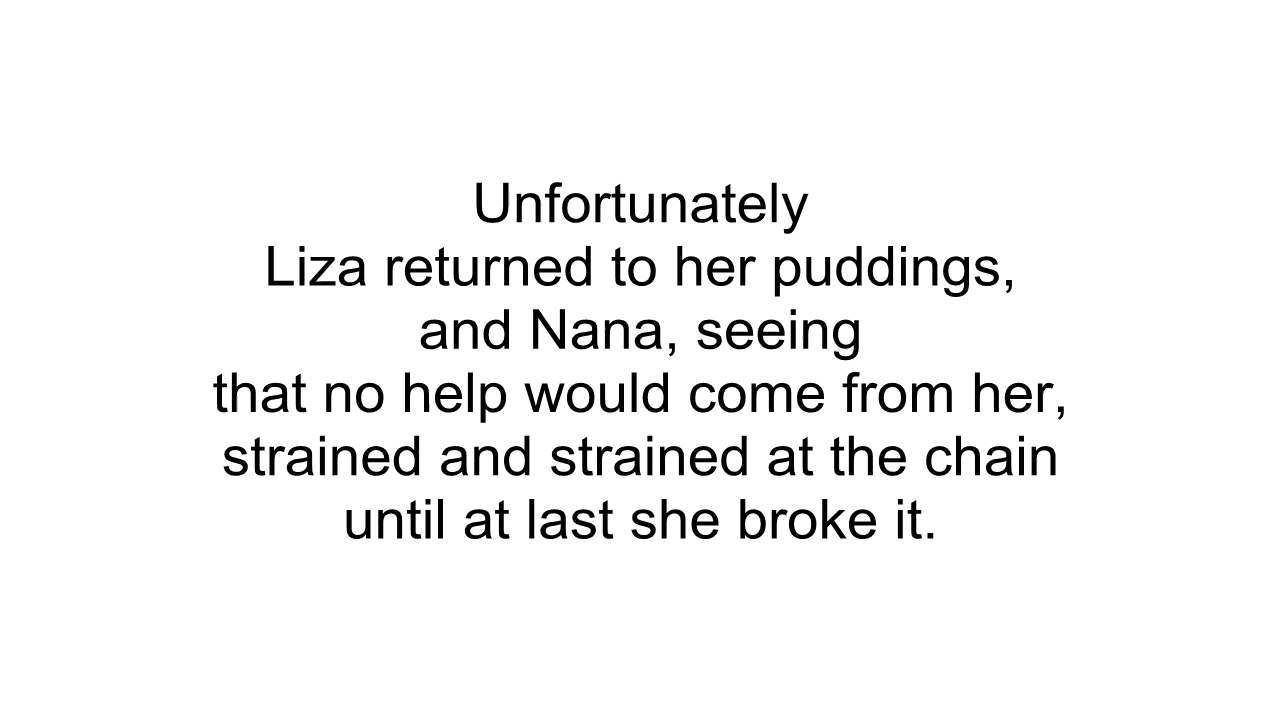 Unfortunately
Liza returned to her puddings,
and Nana, seeing
that no help would come from her,
strained and strained at the chain
until at last she broke it.